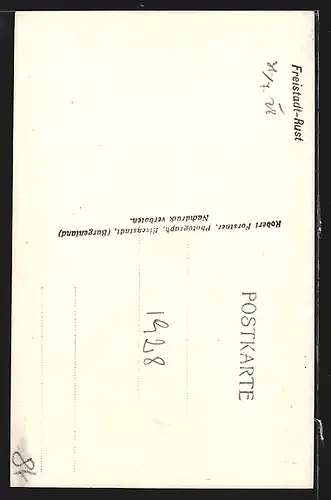 Freistadt-Rust
Robert Forstner, Photograph, Eisenstadt, (Burgenland)
Nachdruck verboten.
POSTKARTE
1928